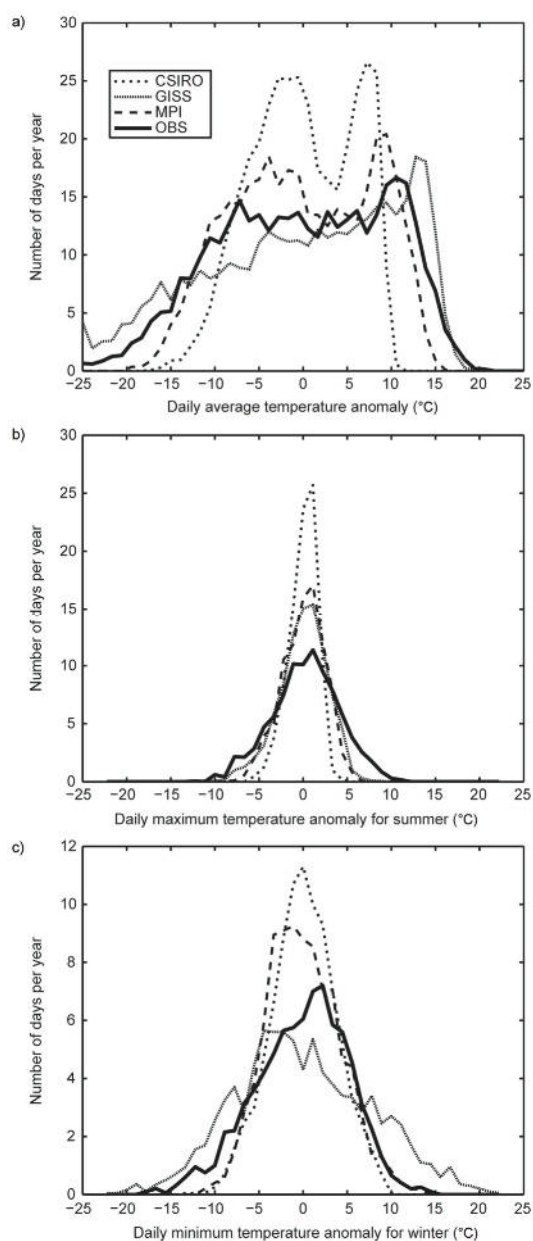 a)
30
25
20
15
10
5
0
Number of days per year
CSIRO
GISS
MPI
OBS
−25 −20 −15 −10 −5 0 5 10 15 20 25
Daily average temperature anomaly (°C)
b)
30
25
20
15
10
5
0
Number of days per year
−25 −20 −15 −10 −5 0 5 10 15 20 25
Daily maximum temperature anomaly for summer (°C)
c)
12
10
8
6
4
2
0
Number of days per year
−25 −20 −15 −10 −5 0 5 10 15 20 25
Daily minimum temperature anomaly for winter (°C)